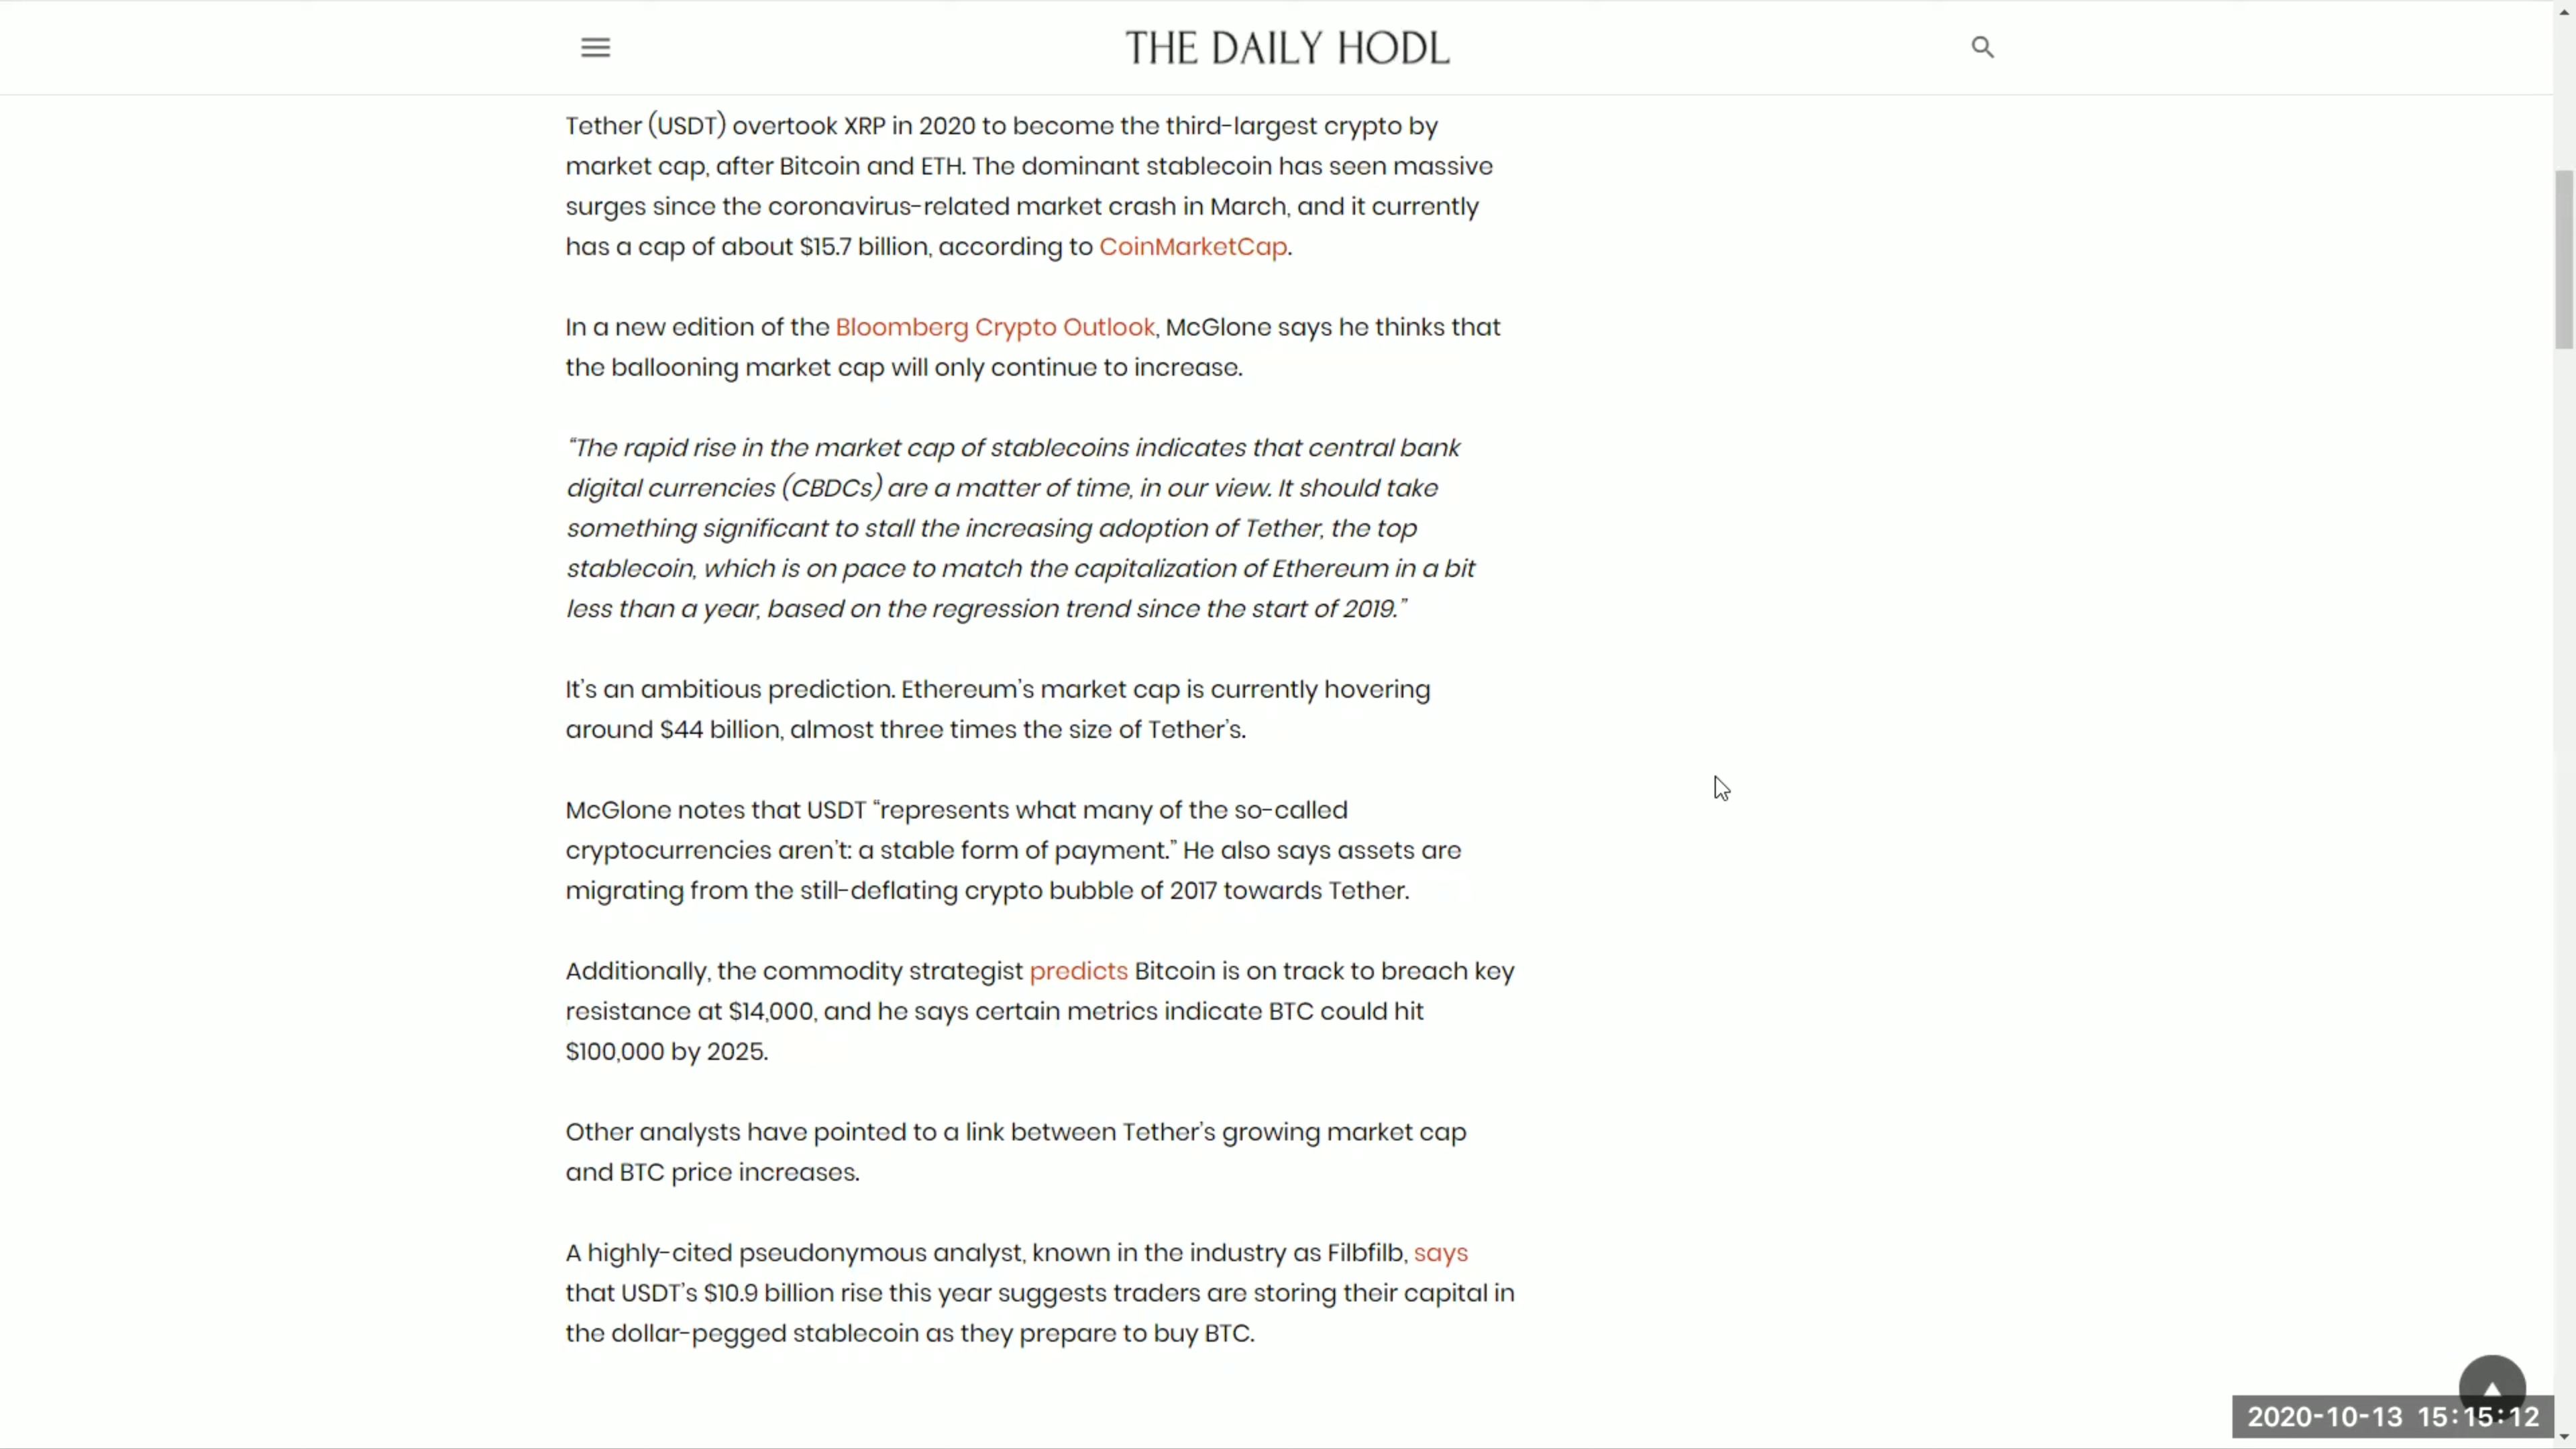 THE DAILY HODL
Tether (USDT) overtook XRP in 2020 to become the third-largest crypto by
market cap, after Bitcoin and ETH. The dominant stablecoin has seen massive
surges since the coronavirus-related market crash in March, and it currently
has a cap of about $15.7 billion, according to CoinMarketCap.
In a new edition of the Bloomberg Crypto Outlook, McGlone says he thinks that
the ballooning market cap will only continue to increase.
“The rapid rise in the market cap of stablecoins indicates that central bank
digital currencies (CBDCs) are a matter of time, in our view. It should take
something significant to stall the increasing adoption of Tether, the top
stablecoin, which is on pace to match the capitalization of Ethereum in a bit
less than a year, based on the regression trend since the start of 2019.”
It’s an ambitious prediction. Ethereum’s market cap is currently hovering
around $44 billion, almost three times the size of Tether’s.
McGlone notes that USDT “represents what many of the so-called
cryptocurrencies aren’t: a stable form of payment.” He also says assets are
migrating from the still-deflating crypto bubble of 2017 towards Tether.
Additionally, the commodity strategist predicts Bitcoin is on track to breach key
resistance at $14,000, and he says certain metrics indicate BTC could hit
$100,000 by 2025.
Other analysts have pointed to a link between Tether’s growing market cap
and BTC price increases.
A highly-cited pseudonymous analyst, known in the industry as Filbfilb, says
that USDT’s $10.9 billion rise this year suggests traders are storing their capital in
the dollar-pegged stablecoin as they prepare to buy BTC.
2020-10-13 15:15:12